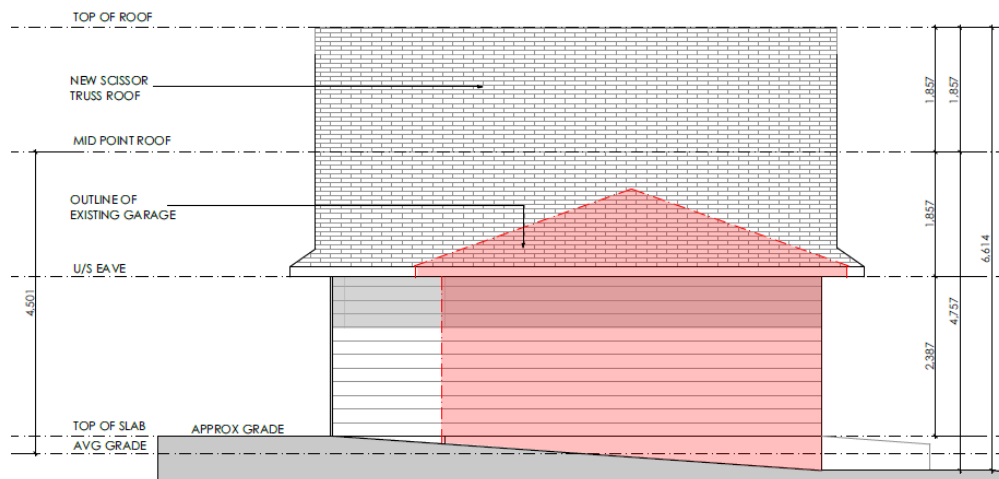 TOP OF ROOF
NEW SCISSOR
TRUSS ROOF
MID POINT ROOF
OUTLINE OF
EXISTING GARAGE
U/S EAVE
4,501
TOP OF SLAB
APPROX GRADE
AVG GRADE
1,857
1,857
1,857
6,614
4,757
2,387